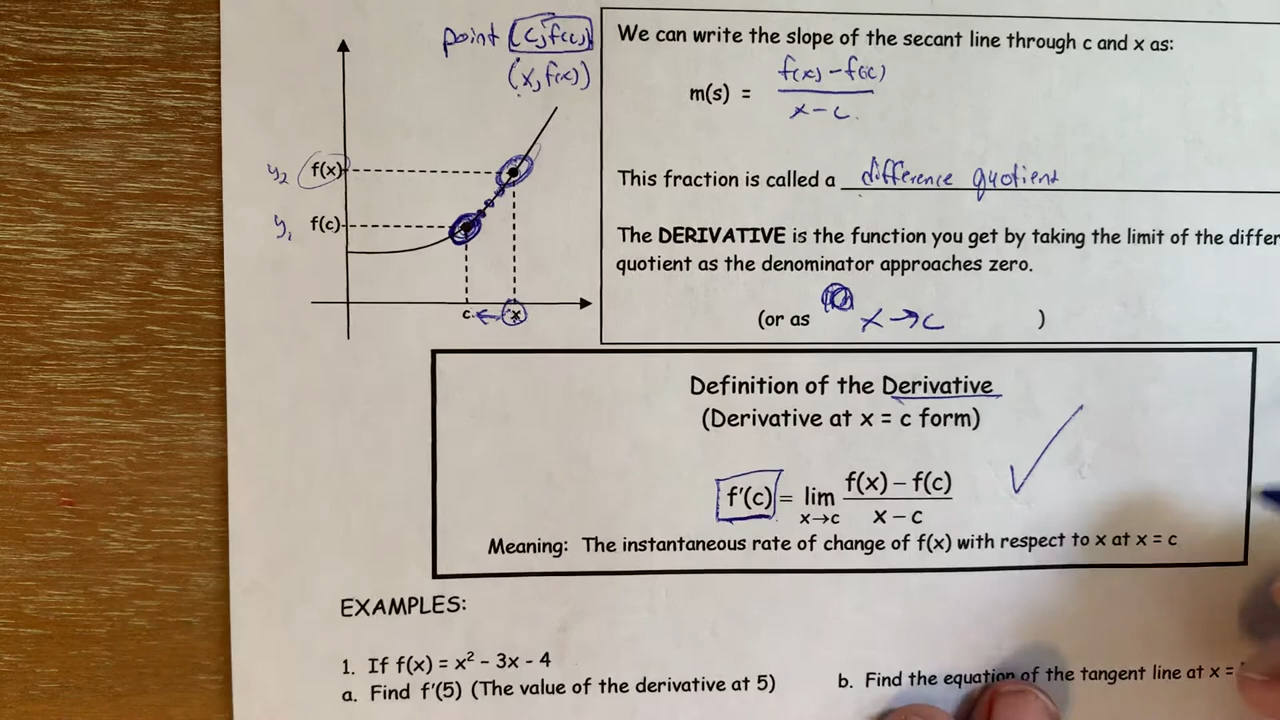 point (c, f(c))
(x, f(x))
y₂ f(x)
y₁ f(c)
c ← x
We can write the slope of the secant line through c and x as:
m(s) = f(x) - f(c) / x - c
This fraction is called a difference quotient
The DERIVATIVE is the function you get by taking the limit of the
quotient as the denominator approaches zero.
(or as x → c )
Definition of the Derivative
(Derivative at x = c form)
f'(c) = lim x→c f(x) - f(c) / x - c
Meaning: The instantaneous rate of change of f(x) with respect to x at x = c
EXAMPLES:
1. If f(x) = x² - 3x - 4
a. Find f'(5) (The value of the derivative at 5)
b. Find the equation of the tangent line at x =